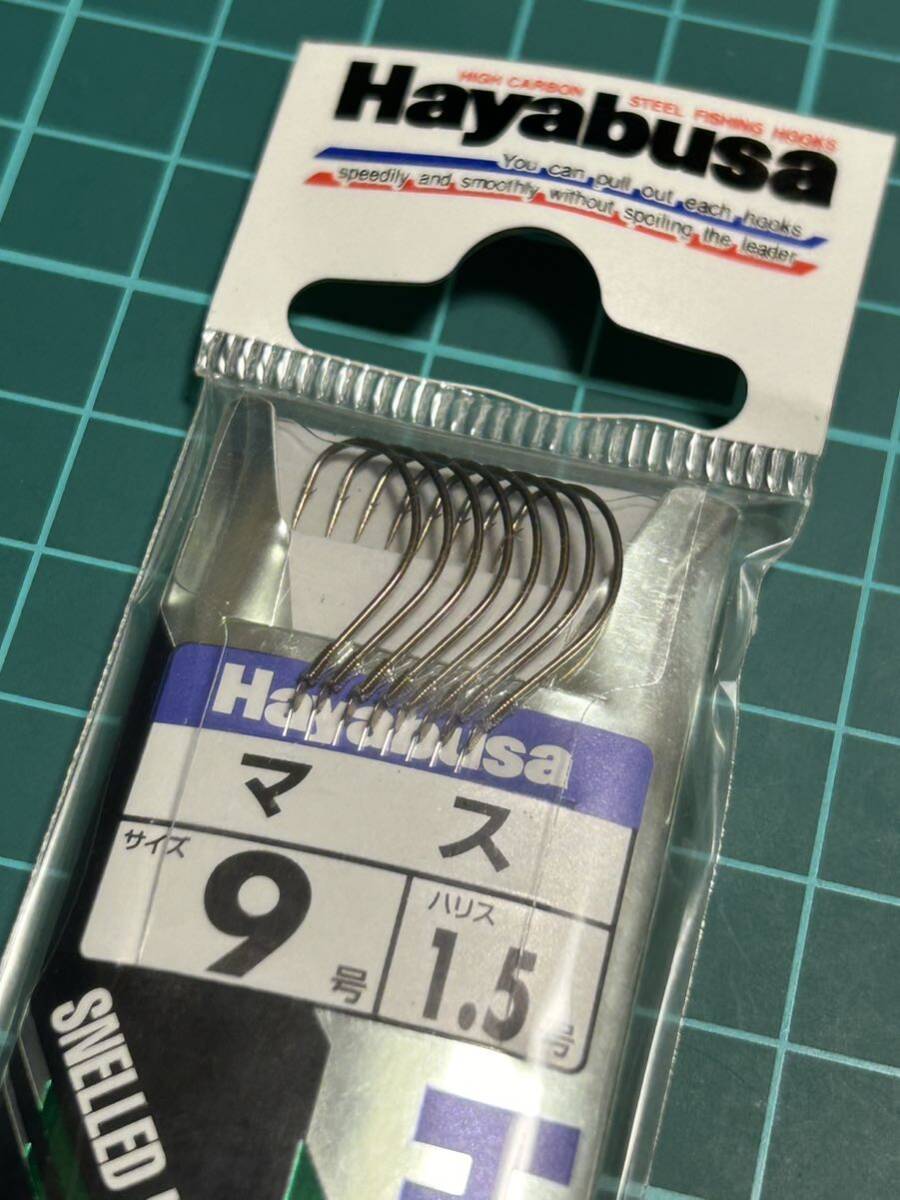 HIGH CARBON STEEL FISHING HOOKS
Hayabusa
You can pull out each hooks
speedily and smoothly without spoiling the leader
Hayabusa
マス
サイズ
9号
ハリス
1.5号
SNELLED